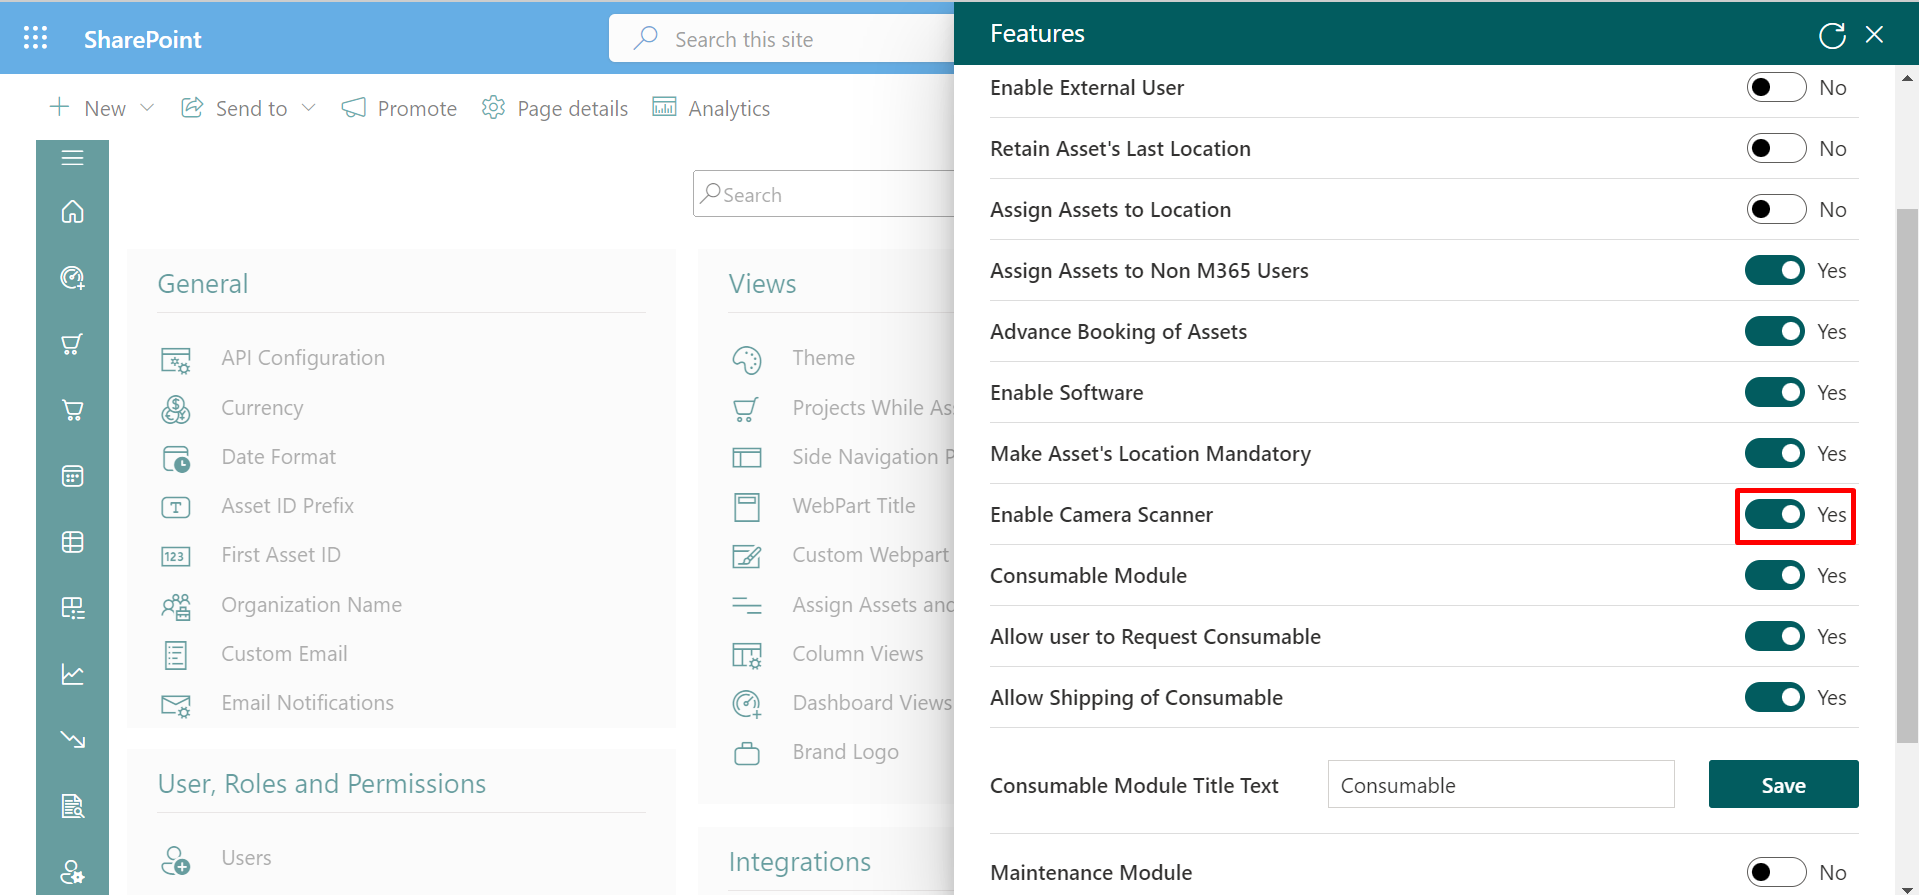 SharePoint
Search this site
New
Send to
Promote
Page details
Analytics
Search
General
API Configuration
Currency
Date Format
Asset ID Prefix
123
First Asset ID
Organization Name
Custom Email
Email Notifications
User, Roles and Permissions
Users
Views
Theme
Projects While Ass
Side Navigation P
WebPart Title
Custom Webpart
Assign Assets and
Column Views
Dashboard Views
Brand Logo
Integrations
Features
Enable External User No
Retain Asset's Last Location No
Assign Assets to Location No
Assign Assets to Non M365 Users Yes
Advance Booking of Assets Yes
Enable Software Yes
Make Asset's Location Mandatory Yes
Enable Camera Scanner Yes
Consumable Module Yes
Allow user to Request Consumable Yes
Allow Shipping of Consumable Yes
Consumable Module Title Text Consumable Save
Maintenance Module No